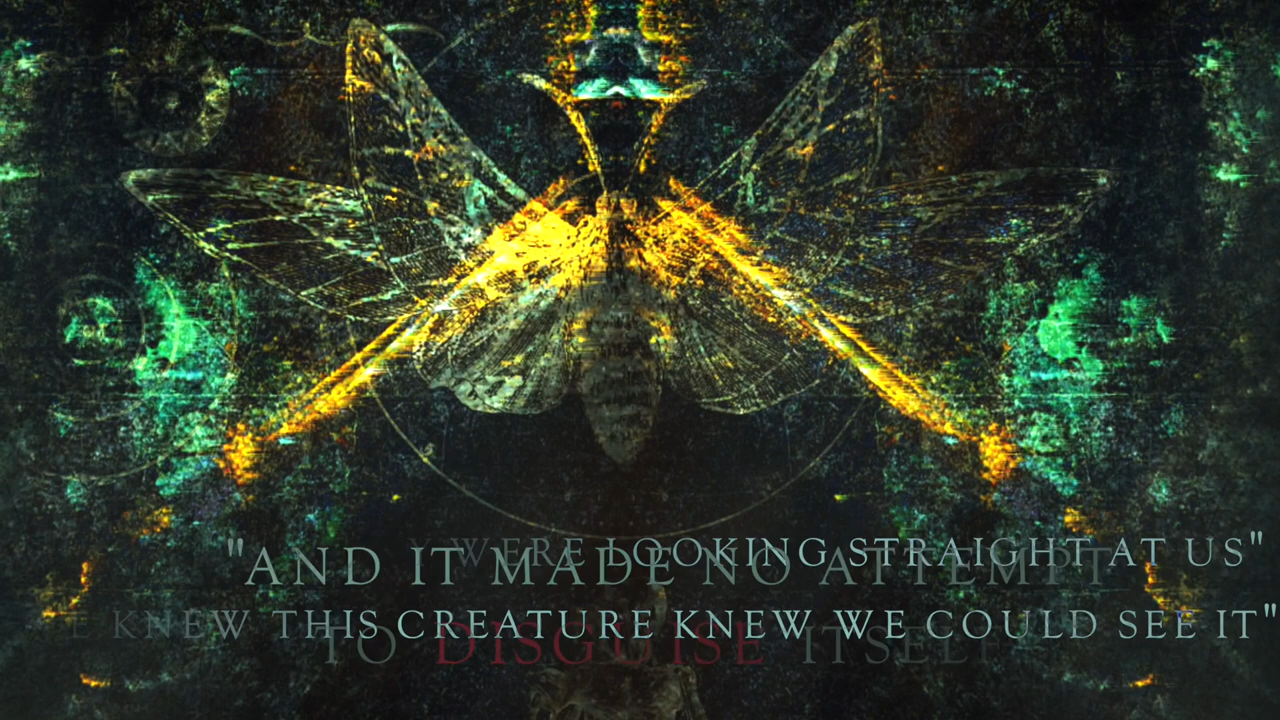 WERE LOOKING STRAIGHT AT US"
"AND IT MADE NO ATTEMPT
KNEW THIS CREATURE KNEW WE COULD SEE IT"
TO DISGUISE ITSELF